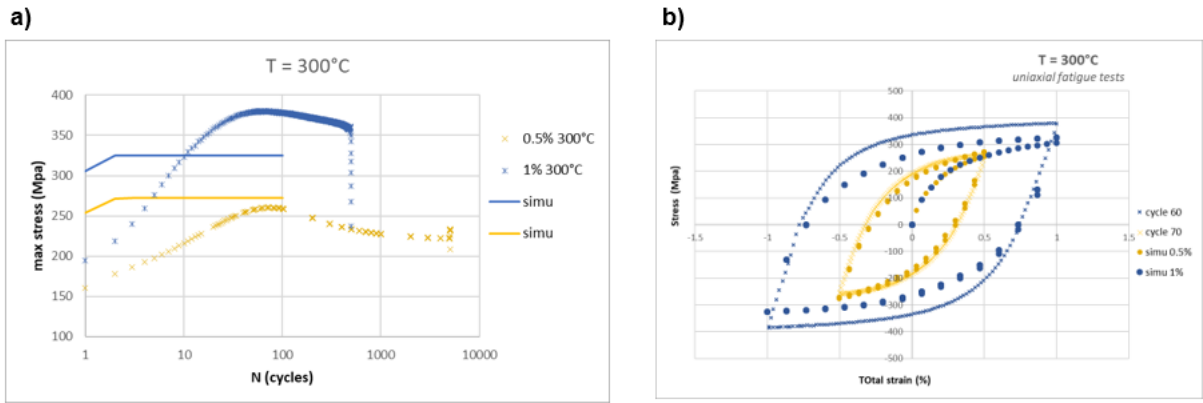 a)
T = 300°C
max stress (Mpa)
400
350
300
250
200
150
100
1
10
100
1000
10000
N (cycles)
0.5% 300°C
1% 300°C
simu
simu
b)
T = 300°C
uniaxial fatigue tests
Stress (Mpa)
500
400
300
200
100
0
-100
-200
-300
-400
-500
-1.5
-1
-0.5
0
0.5
1
1.5
TOtal strain (%)
cycle 60
cycle 70
simu 0.5%
simu 1%